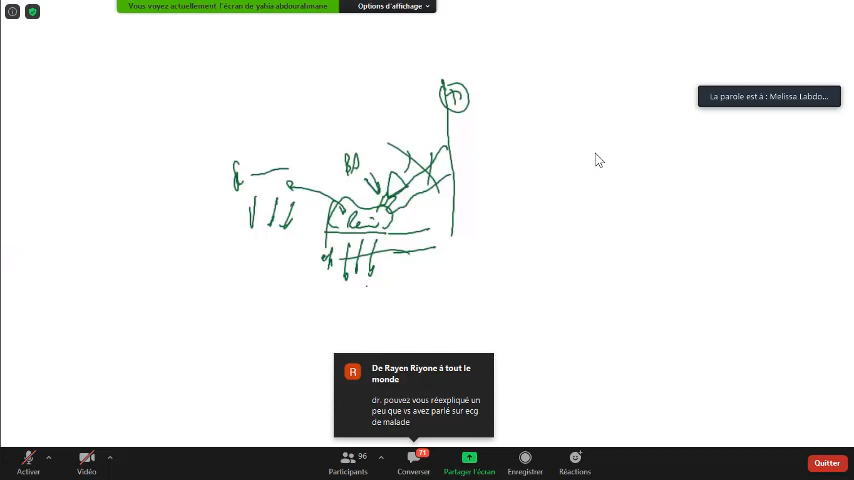 Vous voyez actuellement l'écran de yahia abdourahmane
Options d'affichage
La parole est à : Melissa Labdo...
BA
Rein
R
De Rayen Riyone à tout le
monde
dr. pouvez vous réexpliqué un
peu que vs avez parlé sur ecg
de malade
Activer
Vidéo
96
Participants
71
Converser
Partager l'écran
Enregistrer
Réactions
Quitter